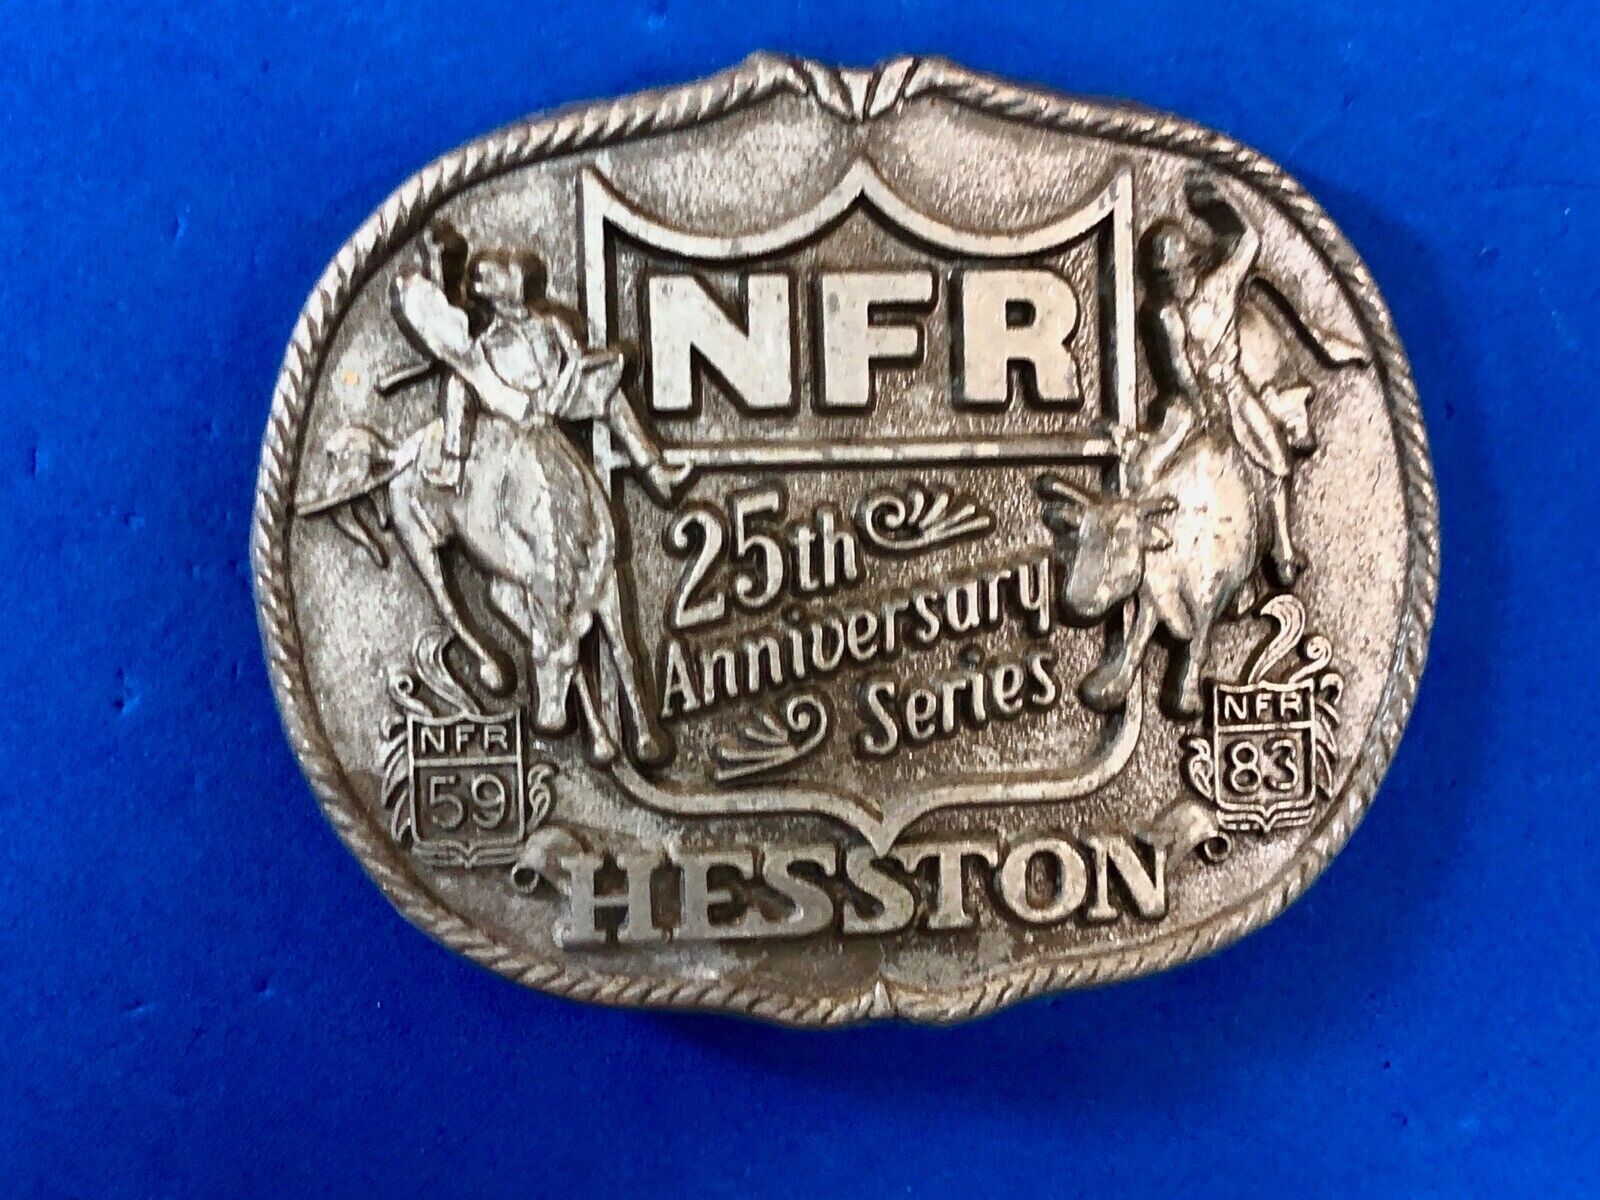 NFR
25th
Anniversary
Series
NFR
59
NFR
83
HESSTON